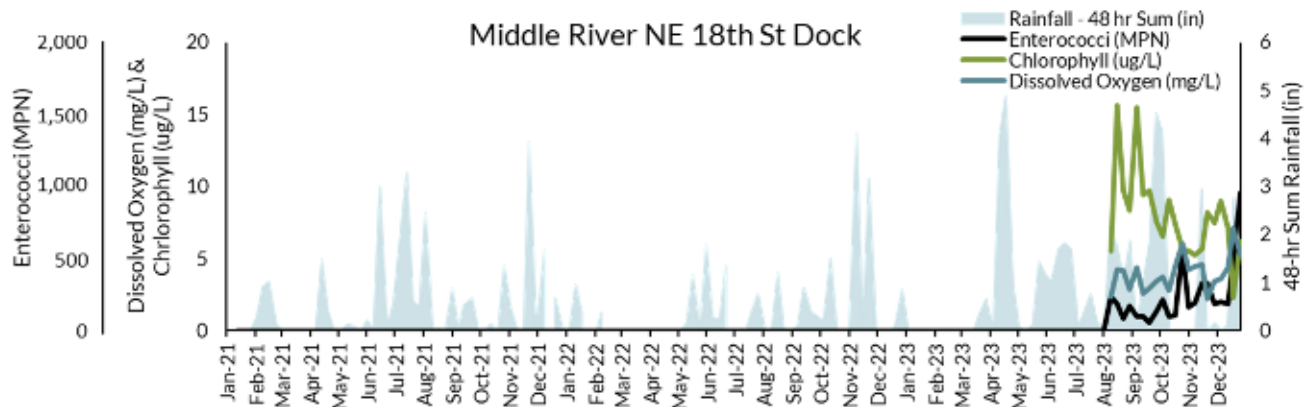 Middle River NE 18th St Dock
Rainfall - 48 hr Sum (in)
Enterococci (MPN)
Chlorophyll (ug/L)
Dissolved Oxygen (mg/L)
Enterococci (MPN)
2,000
1,500
1,000
500
0
Dissolved Oxygen (mg/L) &
Chrlorophyll (ug/L)
20
15
10
5
0
6
5
4
3
2
1
0
48-hr Sum Rainfall (in)
Jan-21
Feb-21
Mar-21
Apr-21
May-21
Jun-21
Jul-21
Aug-21
Sep-21
Oct-21
Nov-21
Dec-21
Jan-22
Feb-22
Mar-22
Apr-22
May-22
Jun-22
Jul-22
Aug-22
Sep-22
Oct-22
Nov-22
Dec-22
Jan-23
Feb-23
Mar-23
Apr-23
May-23
Jun-23
Jul-23
Aug-23
Sep-23
Oct-23
Nov-23
Dec-23